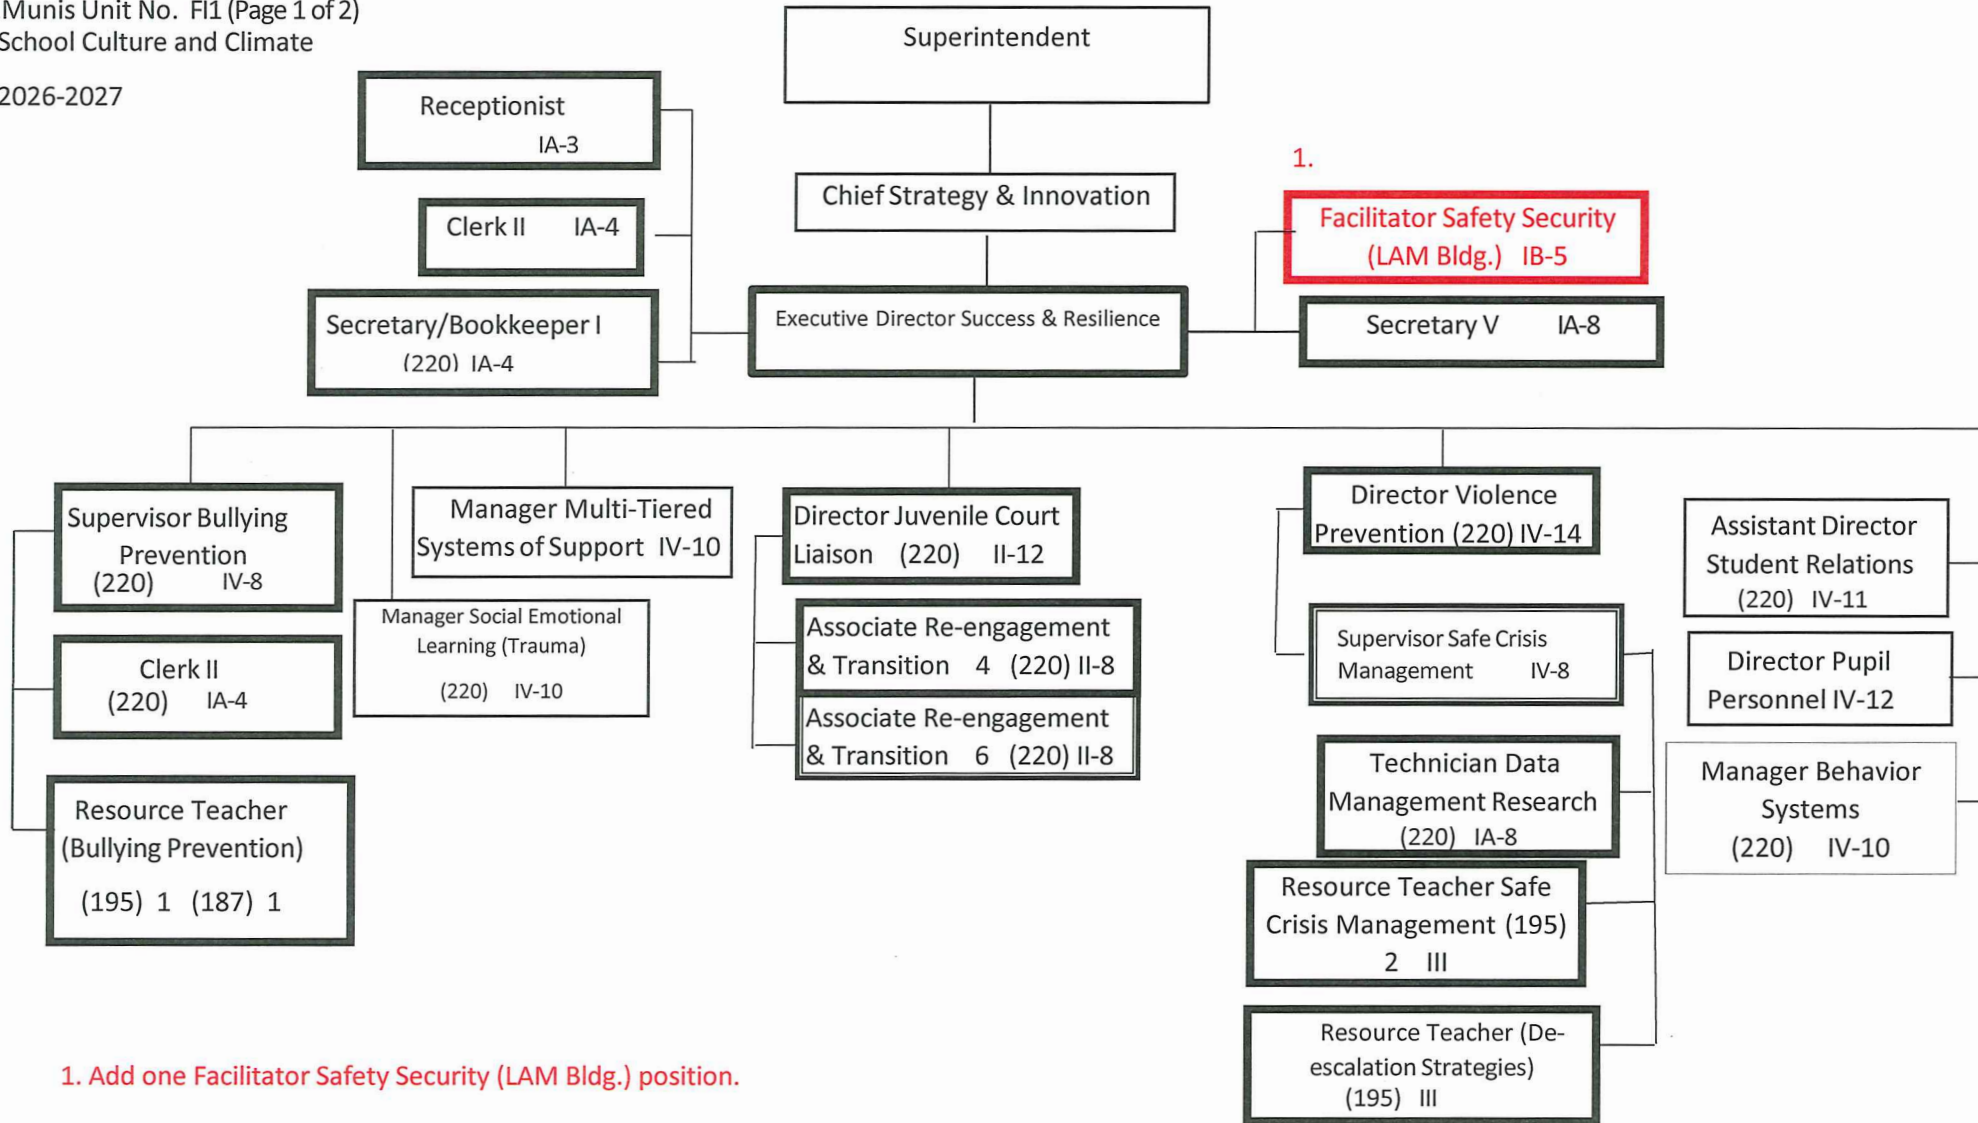 Munis Unit No. FI1 (Page 1 of 2)
School Culture and Climate
2026-2027
Superintendent
Chief Strategy & Innovation
Executive Director Success & Resilience
Receptionist
IA-3
Clerk II IA-4
Secretary/Bookkeeper I
(220) IA-4
1.
Facilitator Safety Security
(LAM Bldg.) IB-5
Secretary V IA-8
Supervisor Bullying
Prevention
(220) IV-8
Clerk II
(220) IA-4
Resource Teacher
(Bullying Prevention)
(195) 1 (187) 1
Manager Social Emotional
Learning (Trauma)
(220) IV-10
Manager Multi-Tiered
Systems of Support IV-10
Director Juvenile Court
Liaison (220) II-12
Associate Re-engagement
& Transition 4 (220) II-8
Associate Re-engagement
& Transition 6 (220) II-8
Director Violence
Prevention (220) IV-14
Supervisor Safe Crisis
Management IV-8
Technician Data
Management Research
(220) IA-8
Resource Teacher Safe
Crisis Management (195)
2 III
Resource Teacher (De-
escalation Strategies)
(195) III
Assistant Director
Student Relations
(220) IV-11
Director Pupil
Personnel IV-12
Manager Behavior
Systems
(220) IV-10
1. Add one Facilitator Safety Security (LAM Bldg.) position.